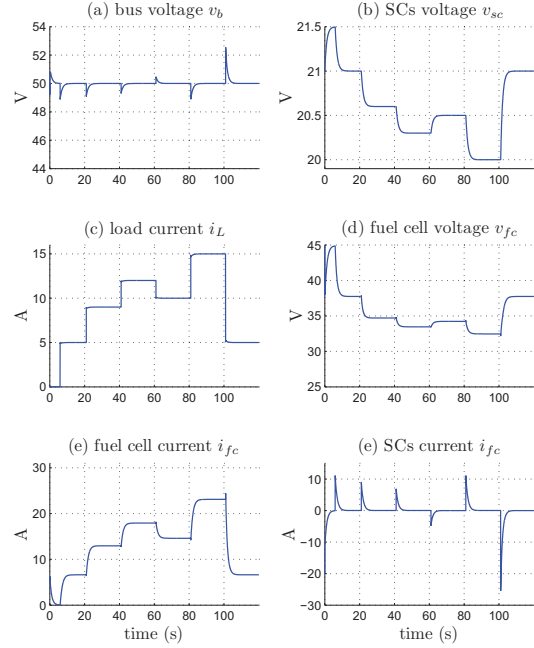 (a) bus voltage v_b
(b) SCs voltage v_sc
V
54
52
50
48
46
44
0 20 40 60 80 100
V
21.5
21
20.5
20
0 20 40 60 80 100
(c) load current i_L
(d) fuel cell voltage v_fc
A
15
10
5
0
0 20 40 60 80 100
V
45
40
35
30
25
0 20 40 60 80 100
(e) fuel cell current i_fc
(e) SCs current i_fc
A
30
20
10
0
0 20 40 60 80 100
time (s)
A
10
0
−10
−20
−30
0 20 40 60 80 100
time (s)